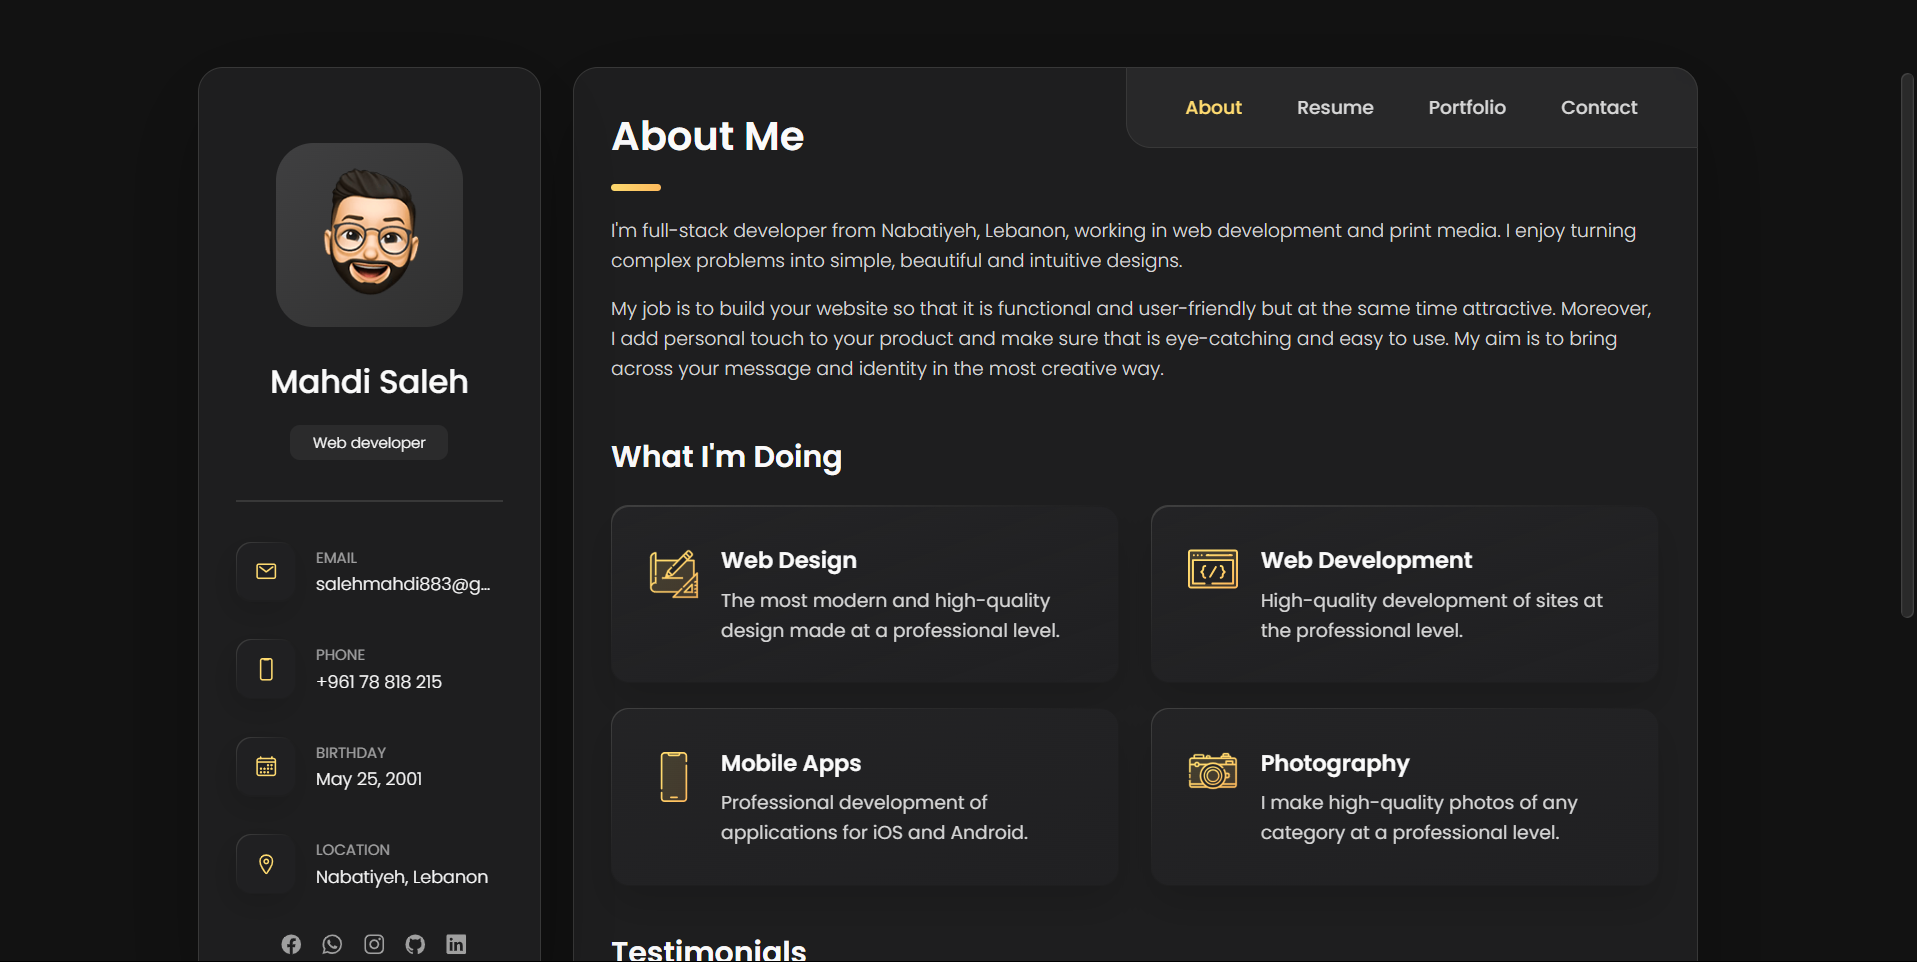 Mahdi Saleh
Web developer
EMAIL
salehmahdi883@g...
PHONE
+961 78 818 215
BIRTHDAY
May 25, 2001
LOCATION
Nabatiyeh, Lebanon
About Resume Portfolio Contact
About Me
I'm full-stack developer from Nabatiyeh, Lebanon, working in web development and print media. I enjoy turning
complex problems into simple, beautiful and intuitive designs.
My job is to build your website so that it is functional and user-friendly but at the same time attractive. Moreover,
I add personal touch to your product and make sure that is eye-catching and easy to use. My aim is to bring
across your message and identity in the most creative way.
What I'm Doing
Web Design
The most modern and high-quality
design made at a professional level.
Web Development
High-quality development of sites at
the professional level.
Mobile Apps
Professional development of
applications for iOS and Android.
Photography
I make high-quality photos of any
category at a professional level.
Testimonials